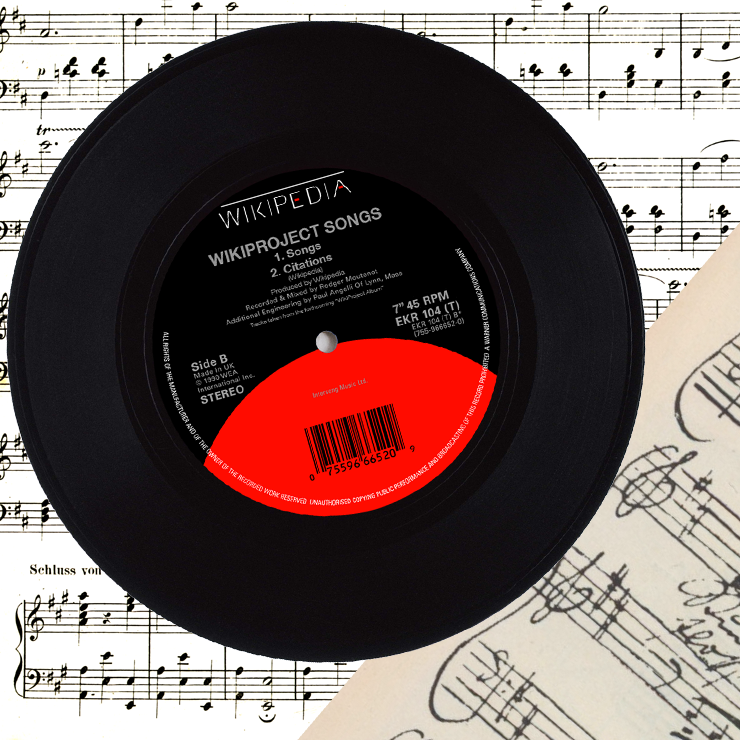 tr
WIKIPEDIA
WIKIPROJECT SONGS
1. Songs
2. Citations
(Wikipedia)
Produced by Wikipedia
Recorded & Mixed by Rodger Moutenot
Additional Engineering by Paul Angelli Of Lynn, Mass
Tracks taken from the forthcoming "WikiProject Album"
7" 45 RPM
EKR 104 (T)
EKR 104 (T) B*
(755-966652-0)
Side B
Made in UK
© 1990 WEA
International Inc.
STEREO
Intersong Music Ltd.
0 75596 66520 9
ALL RIGHTS OF THE MANUFACTURER AND OF THE OWNER OF THE RECORDED WORK RESERVED UNAUTHORISED COPYING PUBLIC PERFORMANCE AND BROADCASTING OF THIS RECORD PROHIBITED A WARNER COMMUNICATIONS COMPANY
Schluss von